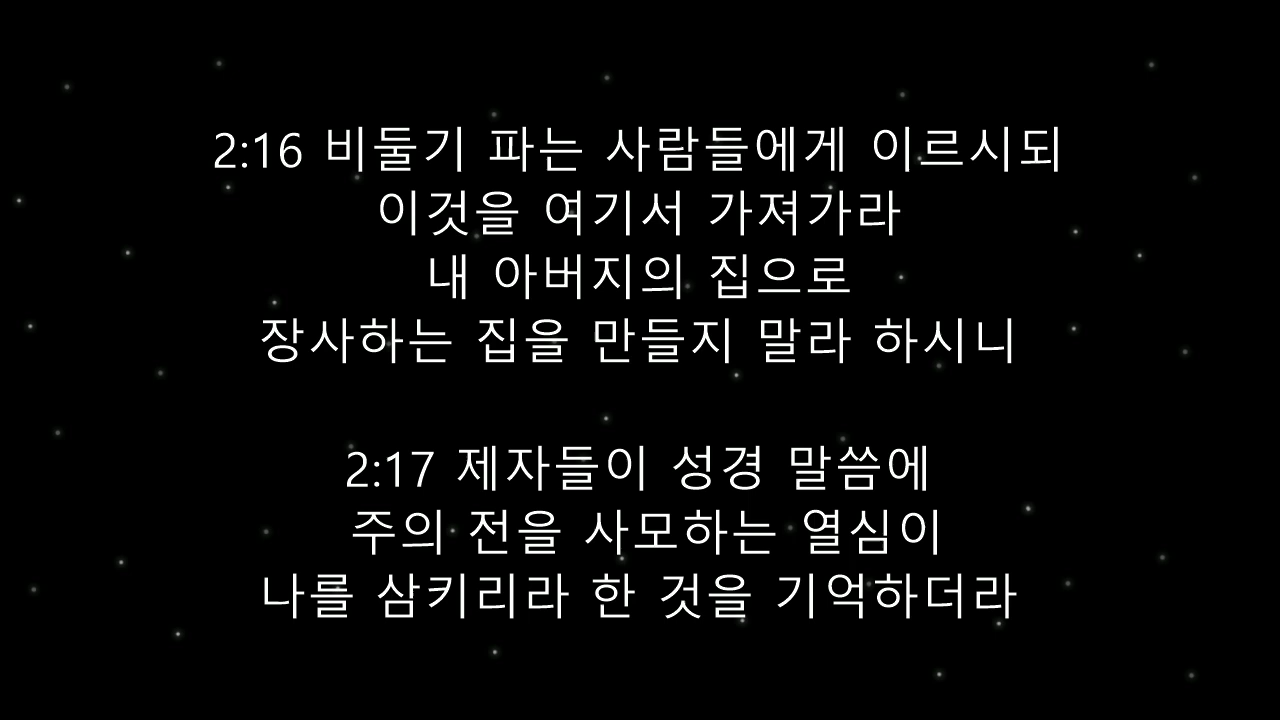 2:16 비둘기 파는 사람들에게 이르시되
이것을 여기서 가져가라
내 아버지의 집으로
장사하는 집을 만들지 말라 하시니
2:17 제자들이 성경 말씀에
주의 전을 사모하는 열심이
나를 삼키리라 한 것을 기억하더라